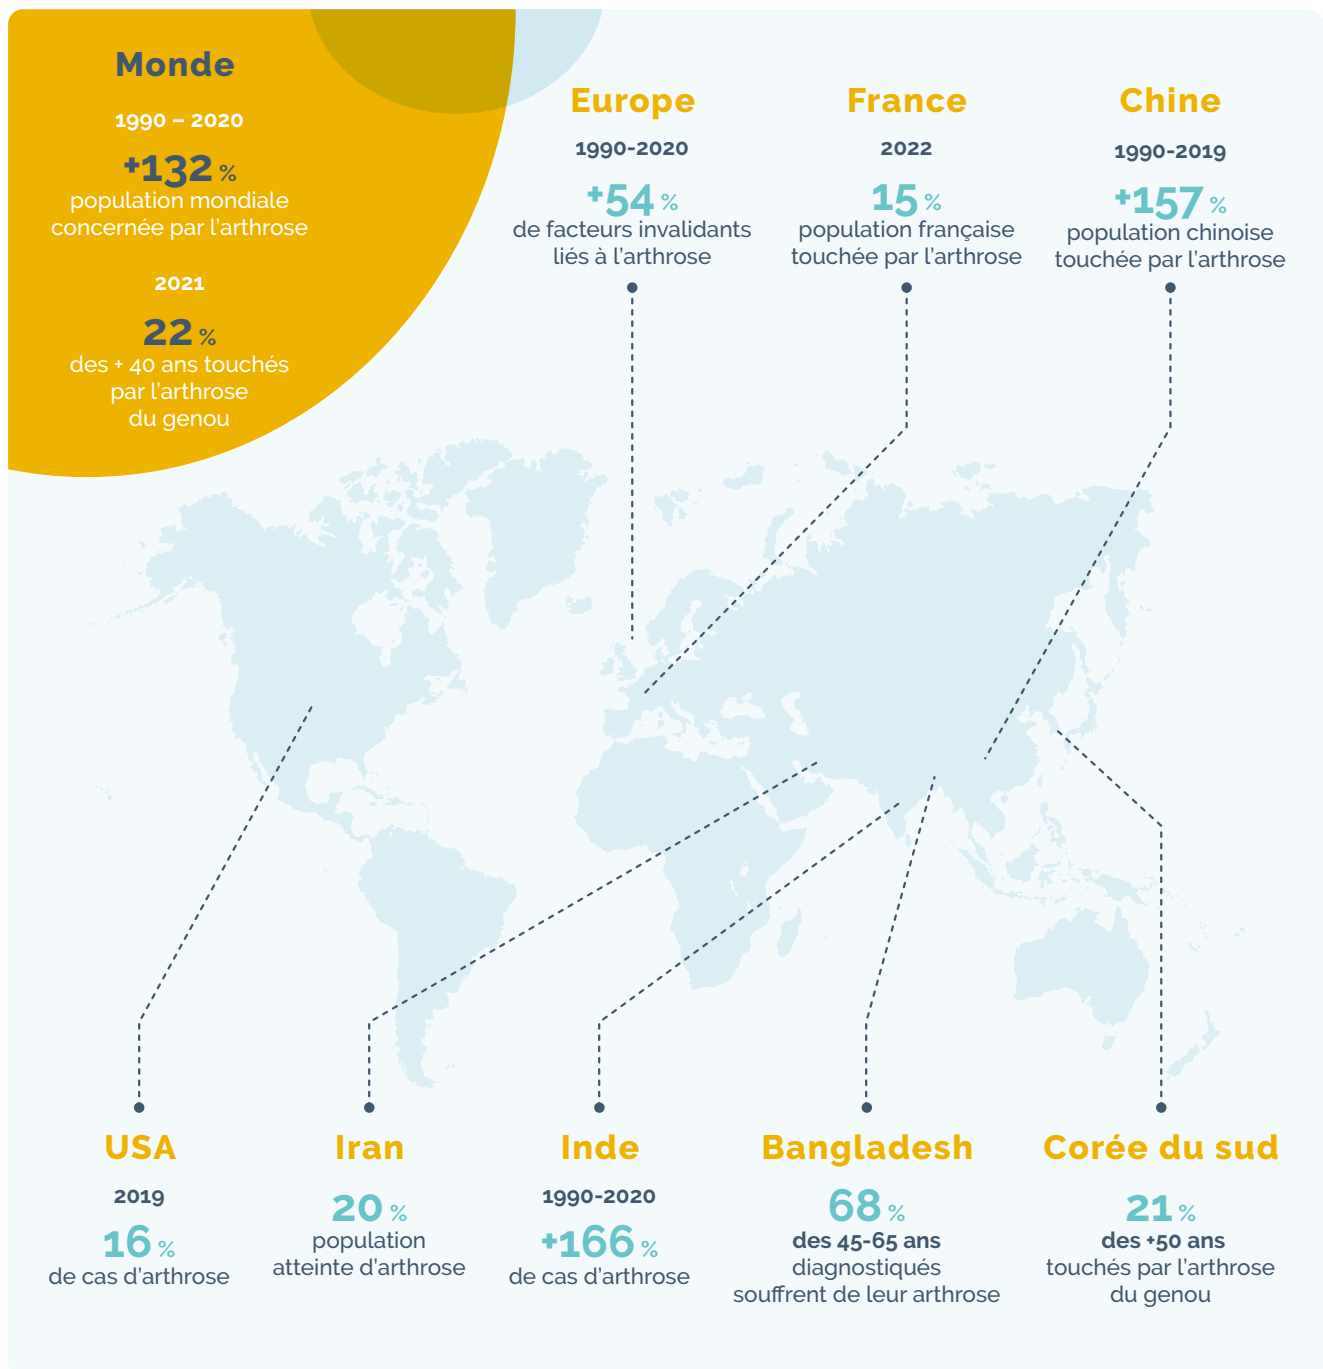 Monde
1990 – 2020
+132 %
population mondiale
concernée par l'arthrose
2021
22 %
des + 40 ans touchés
par l'arthrose
du genou
Europe
1990-2020
+54 %
de facteurs invalidants
liés à l'arthrose
France
2022
15 %
population française
touchée par l'arthrose
Chine
1990-2019
+157 %
population chinoise
touchée par l'arthrose
USA
2019
16 %
de cas d'arthrose
Iran
20 %
population
atteinte d'arthrose
Inde
1990-2020
+166 %
de cas d'arthrose
Bangladesh
68 %
des 45-65 ans
diagnostiqués
souffrent de leur arthrose
Corée du sud
21 %
des +50 ans
touchés par l'arthrose
du genou